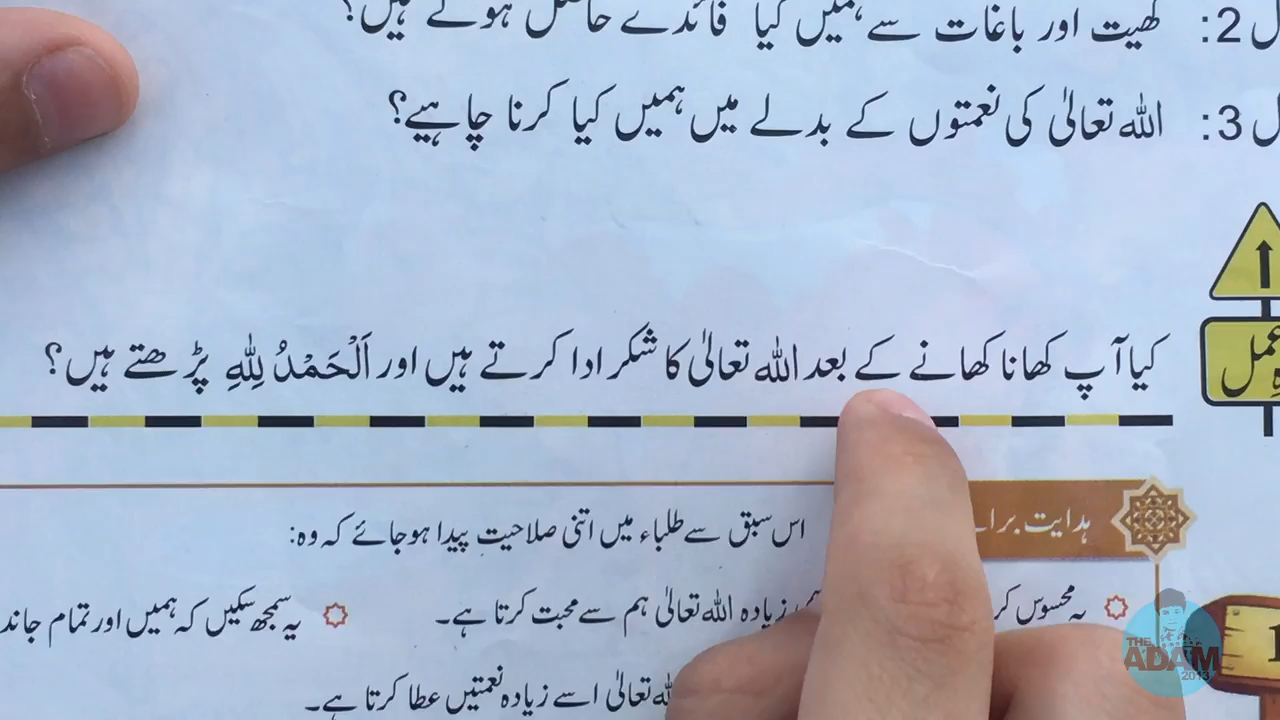 ل 2: کھیت اور باغات سے ہمیں کیا فائدے حاصل ہوتے ہیں؟
ل 3: اللہ تعالیٰ کی نعمتوں کے بدلے میں ہمیں کیا کرنا چاہیے؟
عمل
کیا آپ کھانا کھانے کے بعد اللہ تعالیٰ کا شکر ادا کرتے ہیں اور اَلْحَمْدُ لِلّٰهِ پڑھتے ہیں؟
ہدایت برائے
اس سبق سے طلباء میں اتنی صلاحیت پیدا ہوجائے کہ وہ:
یہ محسوس کر زیادہ اللہ تعالیٰ ہم سے محبت کرتا ہے۔
یہ سمجھ سکیں کہ ہمیں اور تمام
اللہ تعالیٰ اسے زیادہ نعمتیں عطا کرتا ہے۔
THE
ADAM
2013
1